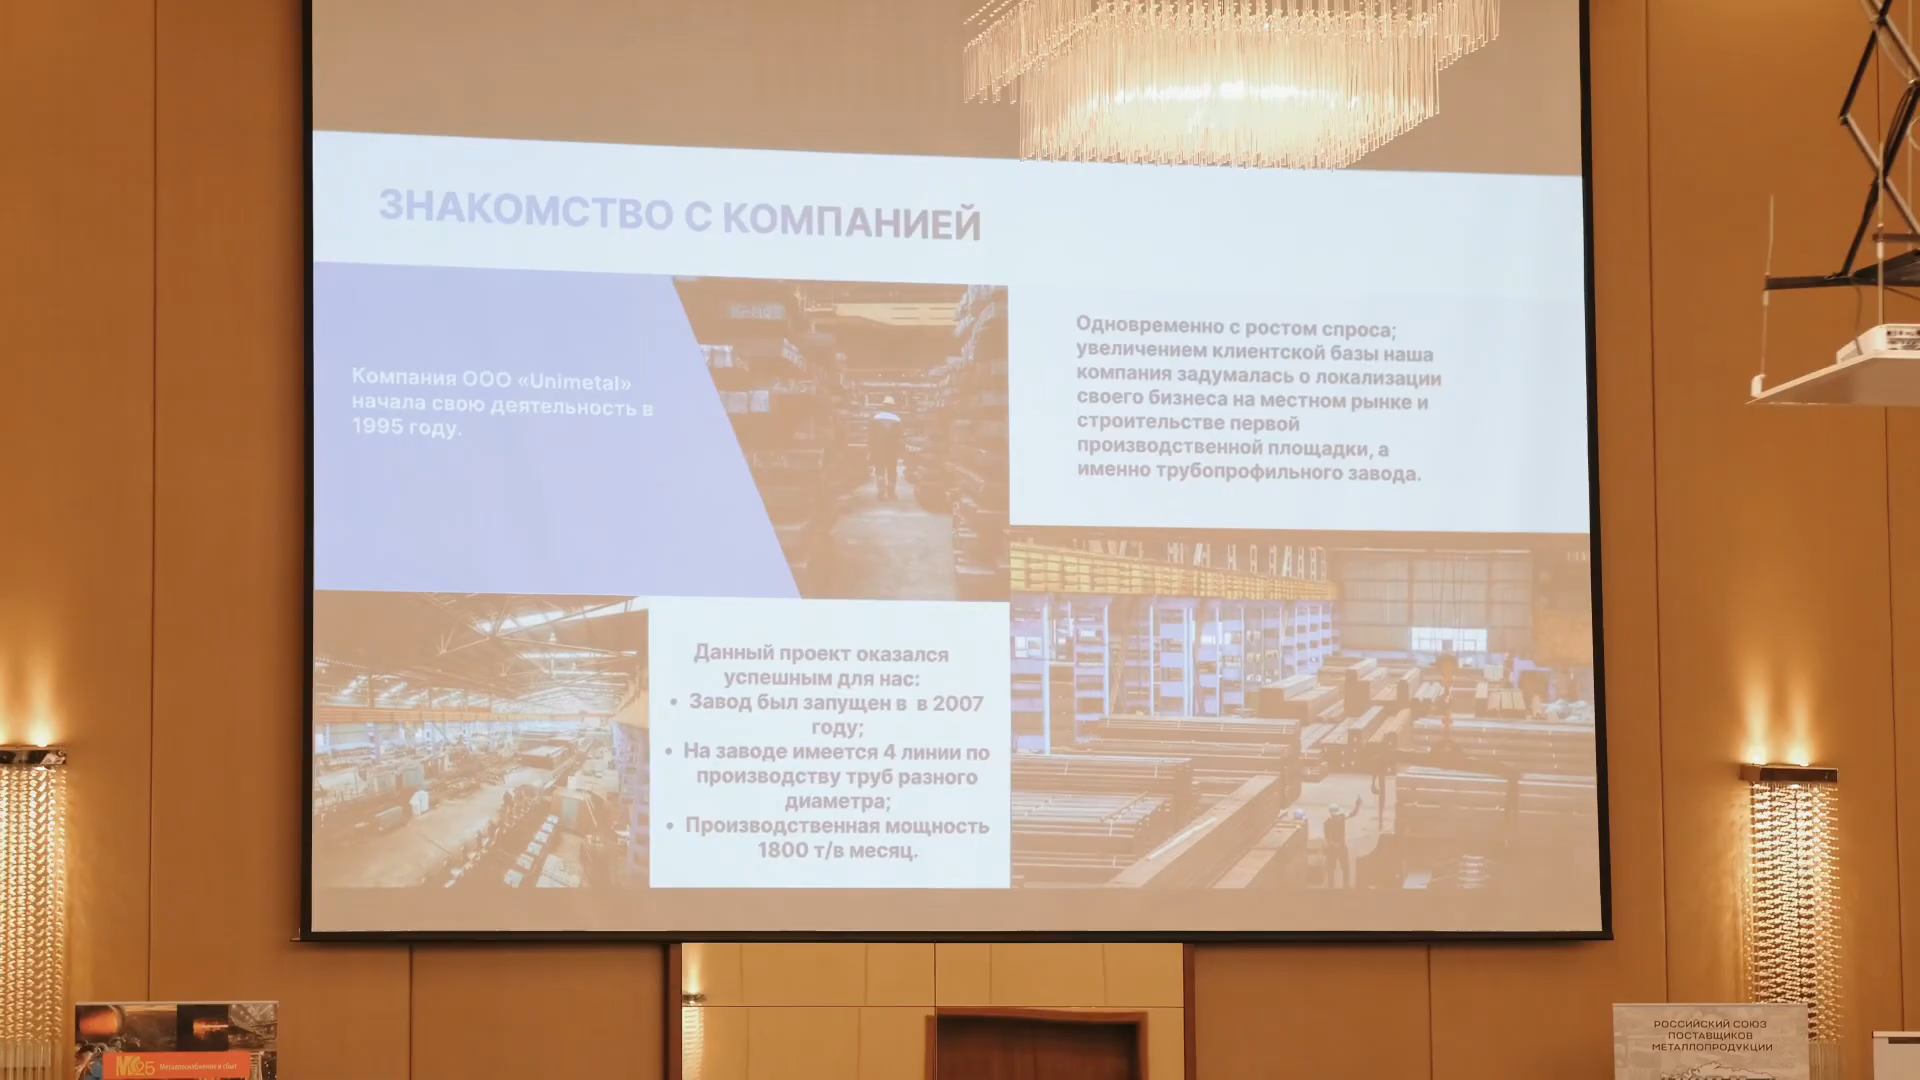 ЗНАКОМСТВО С КОМПАНИЕЙ
Компания ООО «Unimetal»
начала свою деятельность в
1995 году.
Одновременно с ростом спроса;
увеличением клиентской базы наша
компания задумалась о локализации
своего бизнеса на местном рынке и
строительстве первой
производственной площадки, а
именно трубопрофильного завода.
Данный проект оказался
успешным для нас:
• Завод был запущен в  в 2007
году;
• На заводе имеется 4 линии по
производству труб разного
диаметра;
• Производственная мощность
1800 т/в месяц.
МС25 Металлоснабжение и сбыт
РОССИЙСКИЙ СОЮЗ
ПОСТАВЩИКОВ
МЕТАЛЛОПРОДУКЦИИ